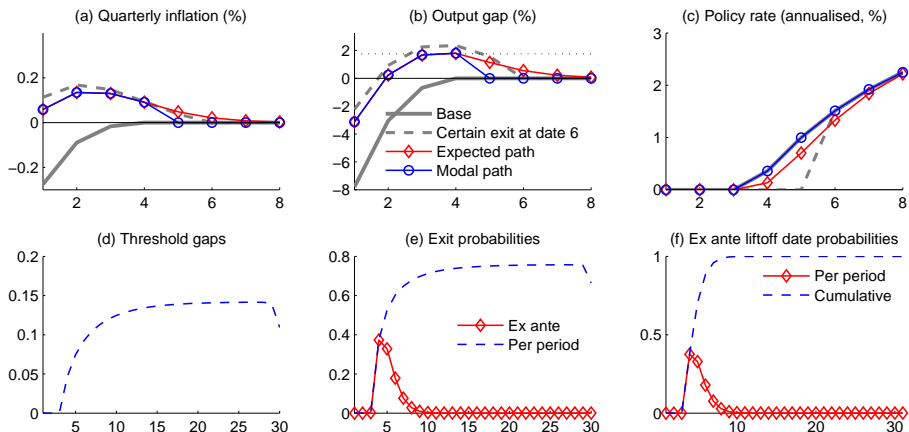 (a) Quarterly inflation (%)
0.2
0
−0.2
2 4 6 8
(b) Output gap (%)
2
0
−2
−4
−6
−8
Base
Certain exit at date 6
Expected path
Modal path
2 4 6 8
(c) Policy rate (annualised, %)
3
2
1
0
2 4 6 8
(d) Threshold gaps
0.2
0.15
0.1
0.05
0
5 10 15 20 25 30
(e) Exit probabilities
0.8
0.6
0.4
0.2
0
Ex ante
Per period
5 10 15 20 25 30
(f) Ex ante liftoff date probabilities
1
0.5
0
Per period
Cumulative
5 10 15 20 25 30